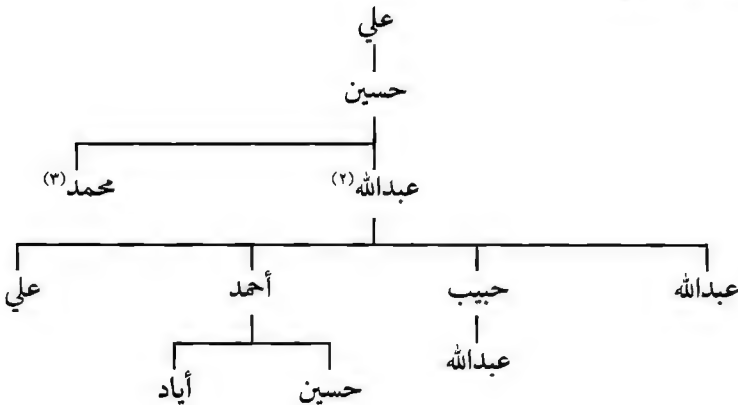 علي
حسين
عبدالله(٢) محمد(٣)
عبدالله حبيب أحمد علي
عبدالله حسين أياد